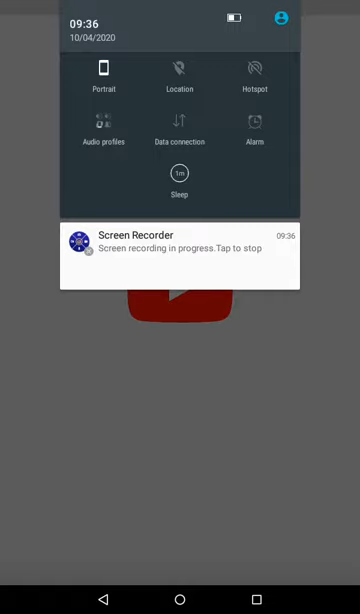 09:36
10/04/2020
Portrait
Location
Hotspot
Audio profiles
Data connection
Alarm
1m
Sleep
Screen Recorder
09:36
Screen recording in progress.Tap to stop